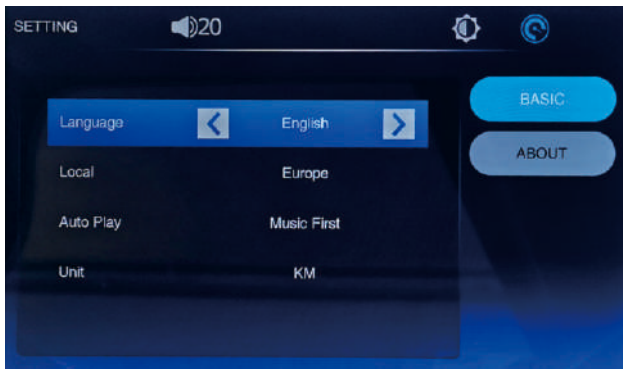 SETTING 20
BASIC
Language English
ABOUT
Local Europe
Auto Play Music First
Unit KM